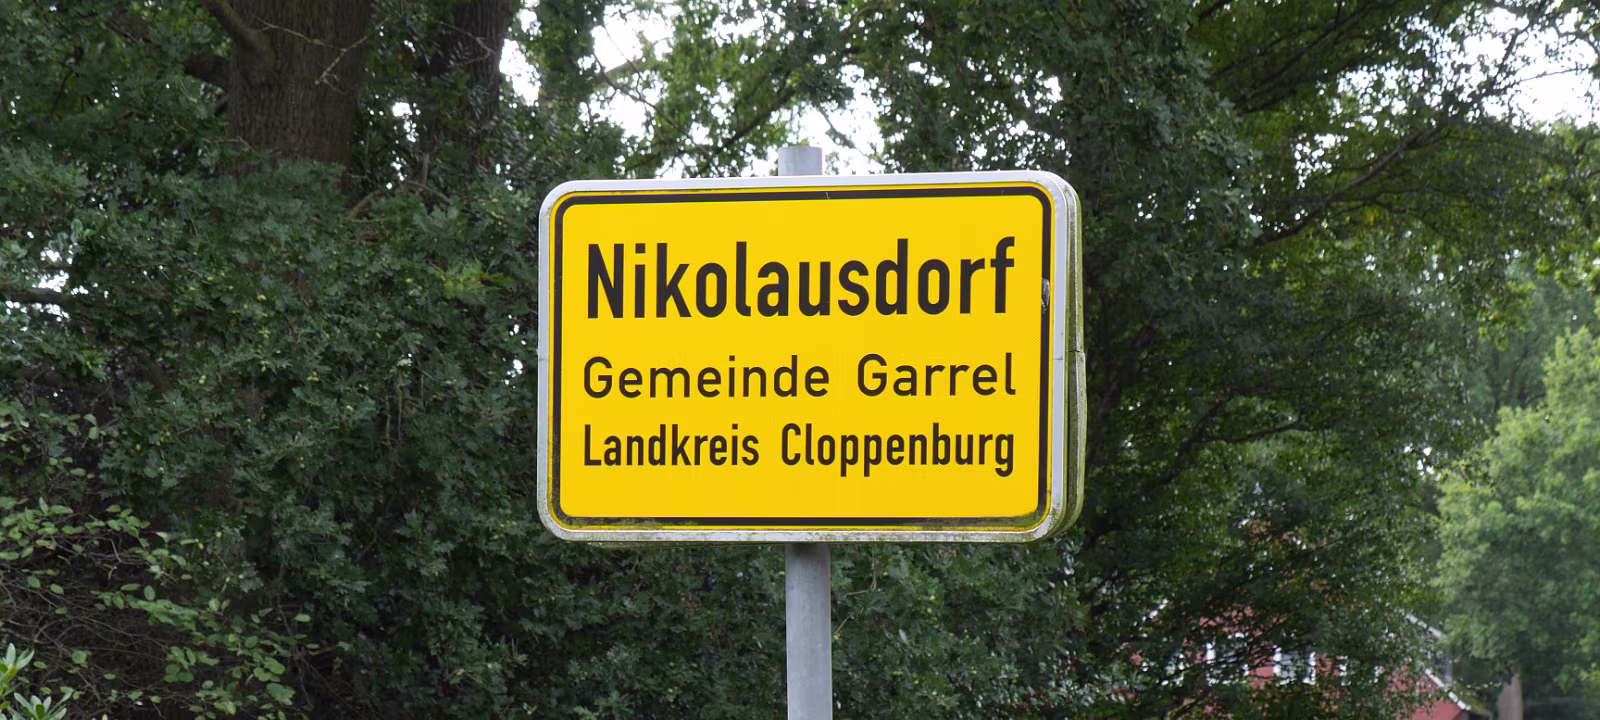 Nikolausdorf
Gemeinde Garrel
Landkreis Cloppenburg